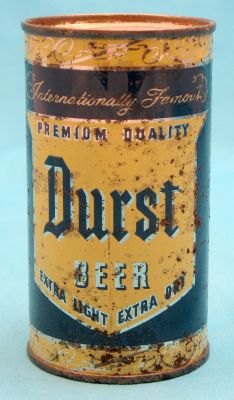 Internationally Famous
PREMIUM QUALITY
Durst
BEER
EXTRA LIGHT EXTRA DRY